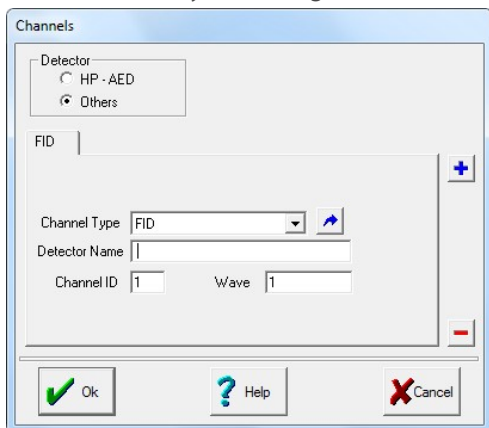 Channels
Detector
HP - AED
Others
FID
Channel Type FID
Detector Name
Channel ID 1 Wave 1
Ok Help Cancel